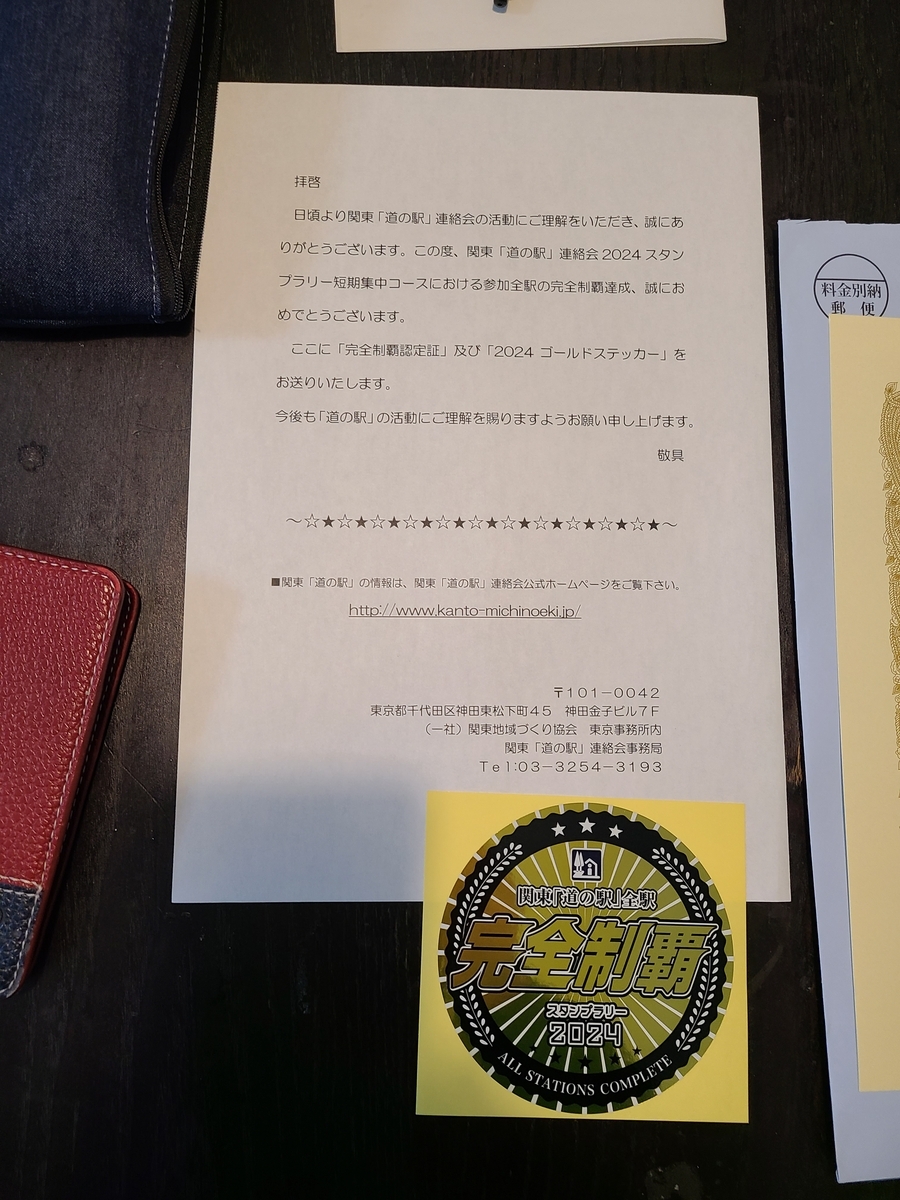 拝啓
日頃より関東「道の駅」連絡会の活動にご理解をいただき、誠にあ
りがとうございます。この度、関東「道の駅」連絡会 2024 スタン
プラリー短期集中コースにおける参加全駅の完全制覇達成、誠にお
めでとうございます。
ここに「完全制覇認定証」及び「2024 ゴールドステッカー」を
お送りいたします。
今後も「道の駅」の活動にご理解を賜りますようお願い申し上げます。
敬具
～☆★☆★☆★☆★☆★☆★☆★☆★☆★☆★☆★～
■関東「道の駅」の情報は、関東「道の駅」連絡会公式ホームページをご覧下さい。
http://www.kanto-michinoeki.jp/
〒101－0042
東京都千代田区神田東松下町45　神田金子ビル7F
（一社）関東地域づくり協会　東京事務所内
関東「道の駅」連絡会事務局
Tel:03－3254－3193
関東「道の駅」全駅
完全制覇
スタンプラリー
2024
ALL STATIONS COMPLETE
料金別納
郵便